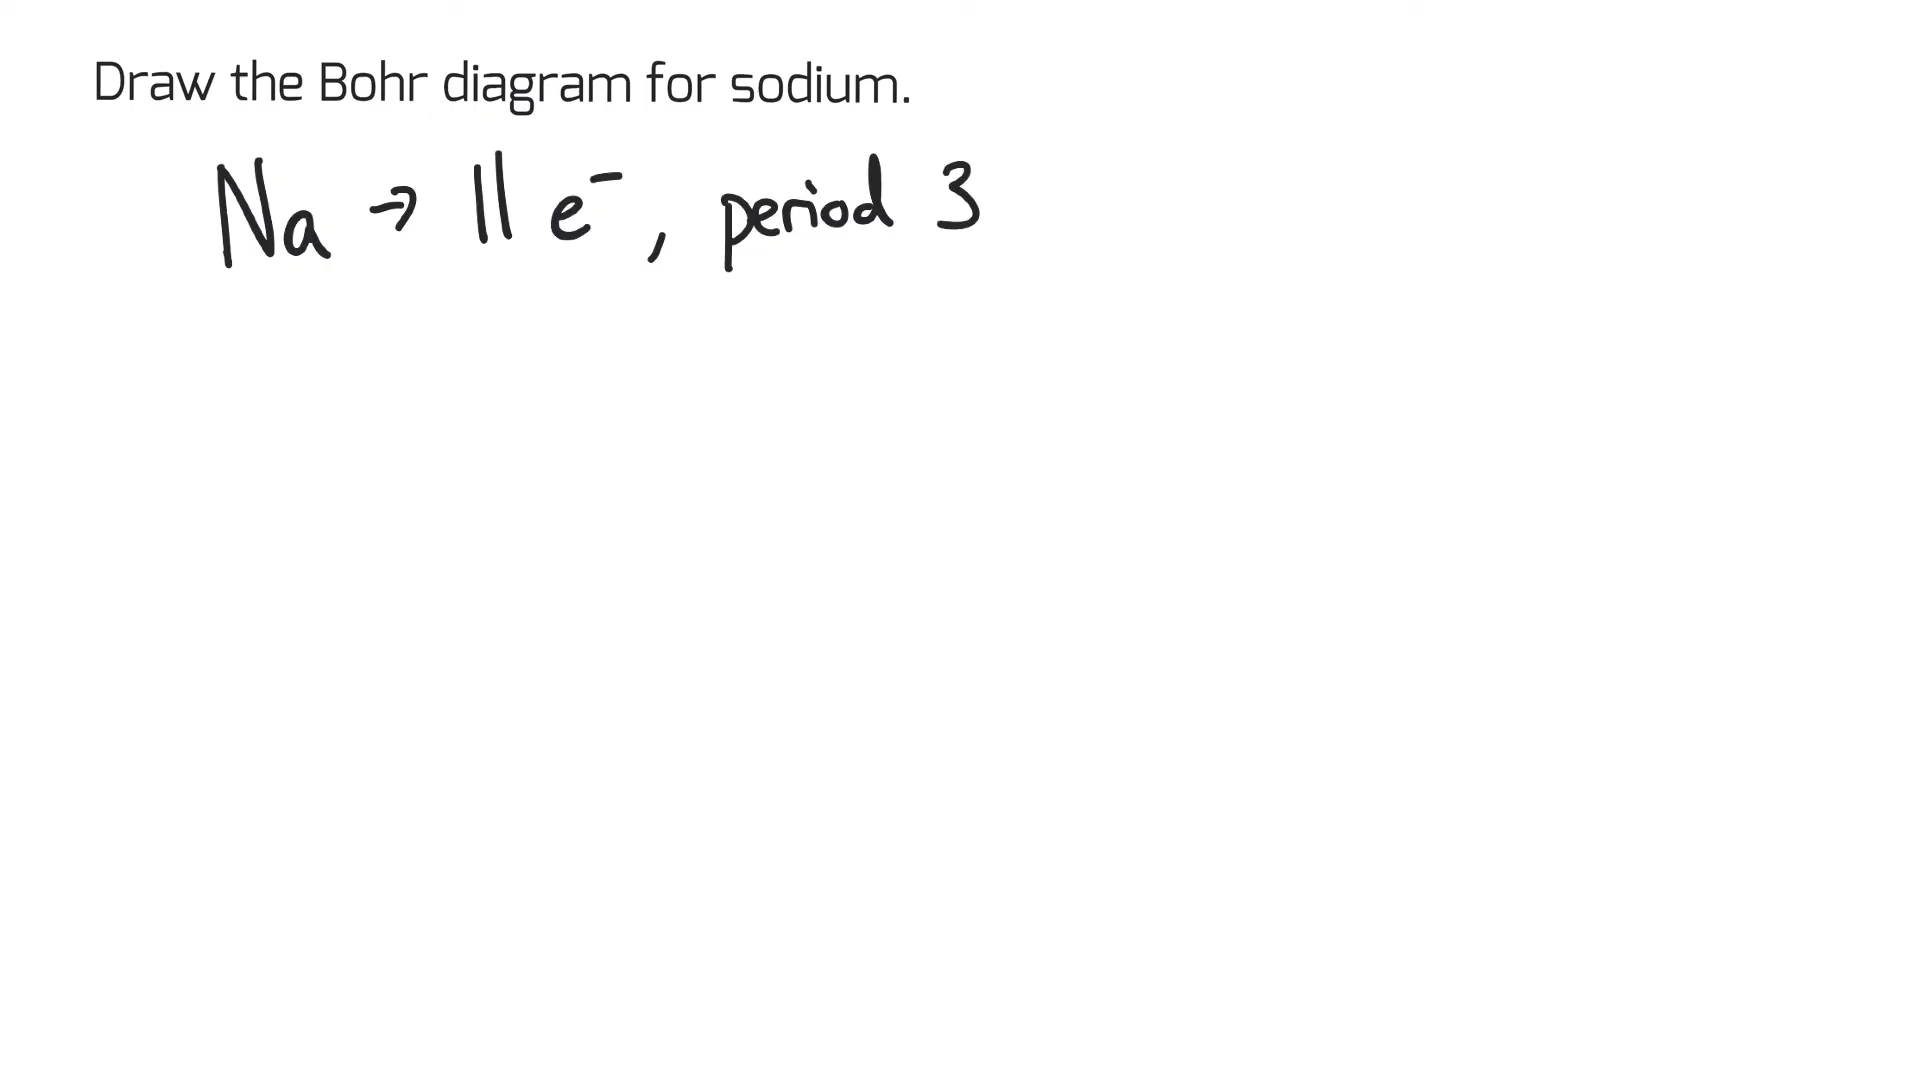 Draw the Bohr diagram for sodium.
Na → 11 e⁻, period 3